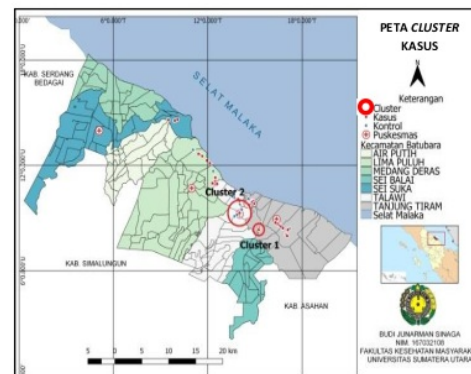 PETA CLUSTER
KASUS
N
Keterangan
Cluster
Kasus
Kontrol
Puskesmas
Kecamatan Batubara
AIR PUTIH
LIMA PULUH
MEDANG DERAS
SEI BALAI
SEI SUKA
TALAWI
TANJUNG TIRAM
Selat Malaka
BUDI JUNARMAN SINAGA
NIM. 167032108
FAKULTAS KESEHATAN MASYARAK
UNIVERSITAS SUMATERA UTARA
KAB. SERDANG
BEDAGAI
SELAT MALAKA
Cluster 2
Cluster 1
KAB. SIMALUNGUN
KAB. ASAHAN
5 0 5 10 15 20 km